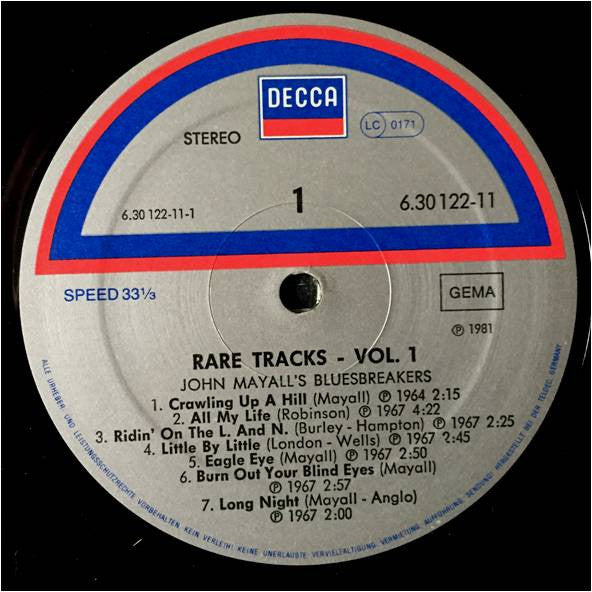 DECCA
STEREO
LC 0171
1
6.30 122-11-1
6.30 122-11
SPEED 33⅓
GEMA
℗ 1981
RARE TRACKS - VOL. 1
JOHN MAYALL'S BLUESBREAKERS
1. Crawling Up A Hill (Mayall) ℗ 1964 2:15
2. All My Life (Robinson) ℗ 1967 4:22
3. Ridin' On The L. And N. (Burley - Hampton) ℗ 1967 2:25
4. Little By Little (London - Wells) ℗ 1967 2:45
5. Eagle Eye (Mayall) ℗ 1967 2:50
6. Burn Out Your Blind Eyes (Mayall)
℗ 1967 2:57
7. Long Night (Mayall - Anglo)
℗ 1967 2:00
ALLE URHEBER- UND LEISTUNGSSCHUTZRECHTE VORBEHALTEN KEIN VERLEIH! KEINE UNERLAUBTE VERVIELFÄLTIGUNG, VERMIETUNG, AUFFÜHRUNG, SENDUNG! HERGESTELLT BEI DER TELDEC, GERMANY